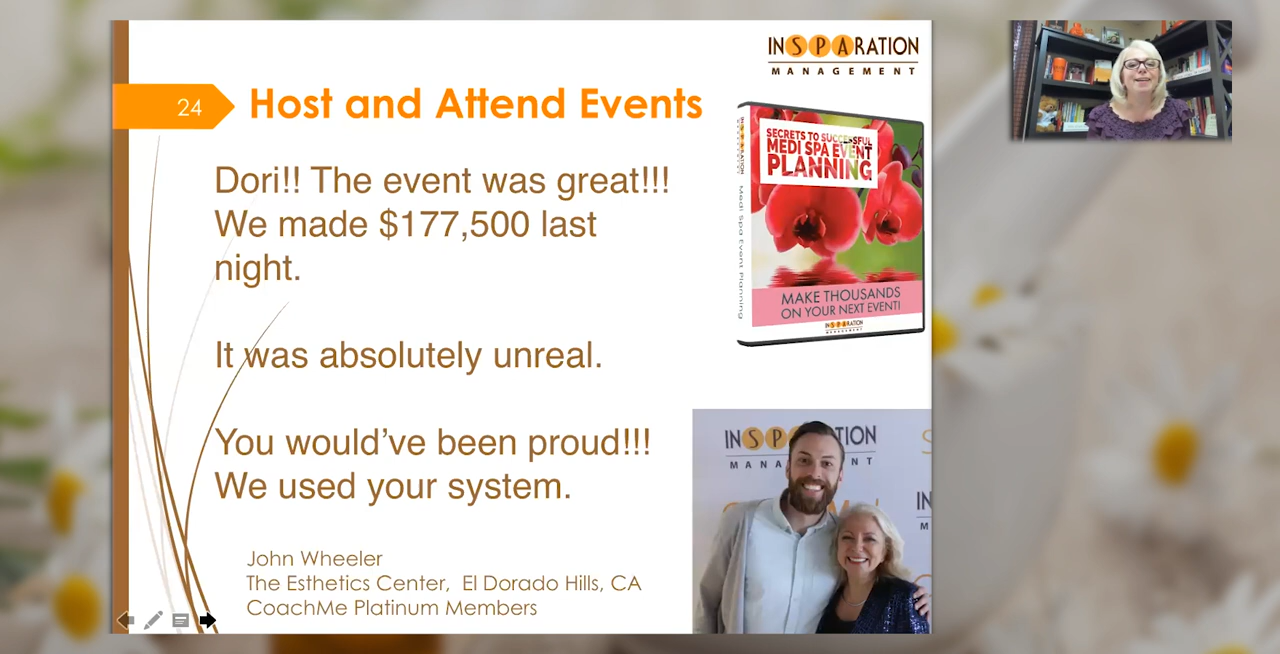 INSPARATION
MANAGEMENT
24
Host and Attend Events
Dori!! The event was great!!!
We made $177,500 last
night.
It was absolutely unreal.
You would’ve been proud!!!
We used your system.
John Wheeler
The Esthetics Center, El Dorado Hills, CA
CoachMe Platinum Members
INSPARATION
Medi Spa Event Planning
SECRETS TO SUCCESSFUL
MEDI SPA EVENT
PLANNING
MAKE THOUSANDS
ON YOUR NEXT EVENT!
INSPARATION
MANAGEMENT